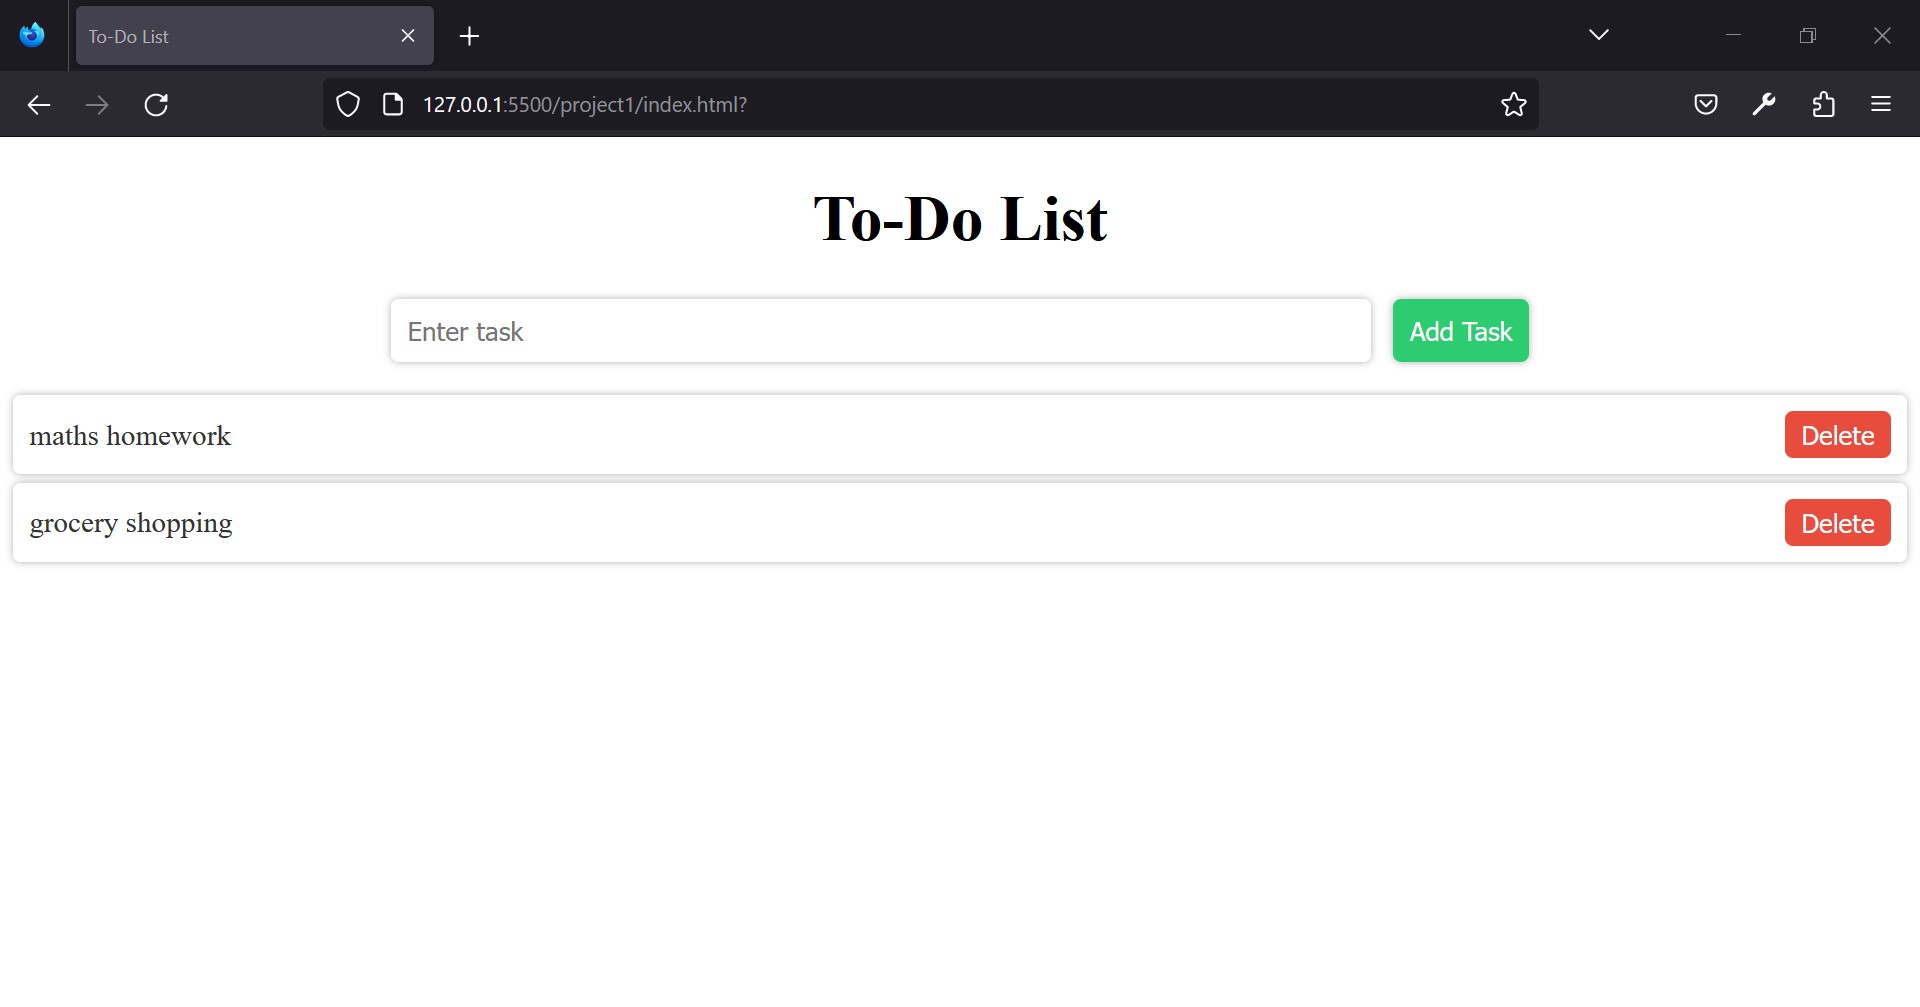 To-Do List
127.0.0.1:5500/project1/index.html?
To-Do List
Enter task
Add Task
maths homework
Delete
grocery shopping
Delete